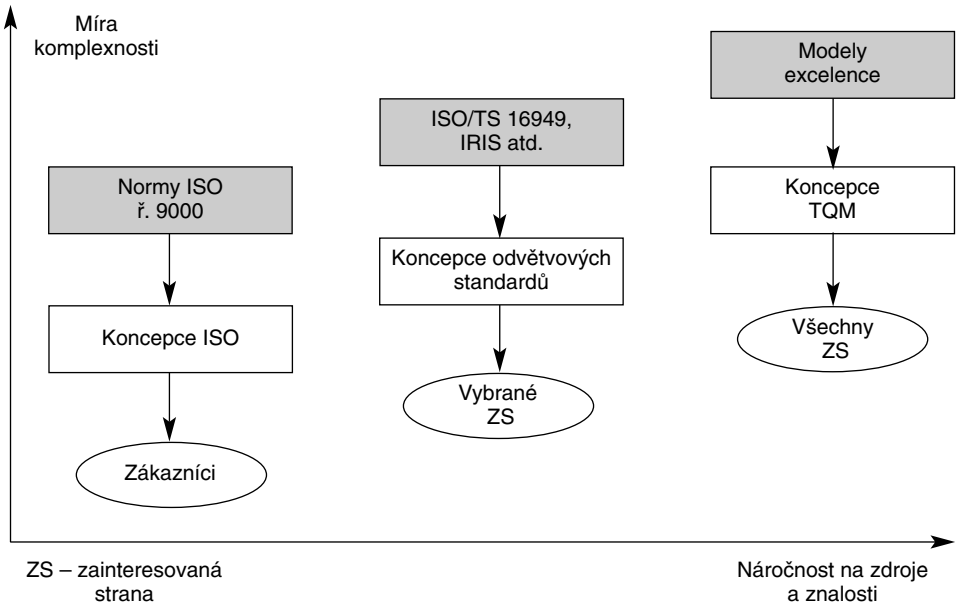 Míra
komplexnosti
Modely
excelence
ISO/TS 16949,
IRIS atd.
Normy ISO
ř. 9000
Koncepce
TQM
Koncepce odvětvových
standardů
Koncepce ISO
Všechny
ZS
Vybrané
ZS
Zákazníci
ZS – zainteresovaná
strana
Náročnost na zdroje
a znalosti